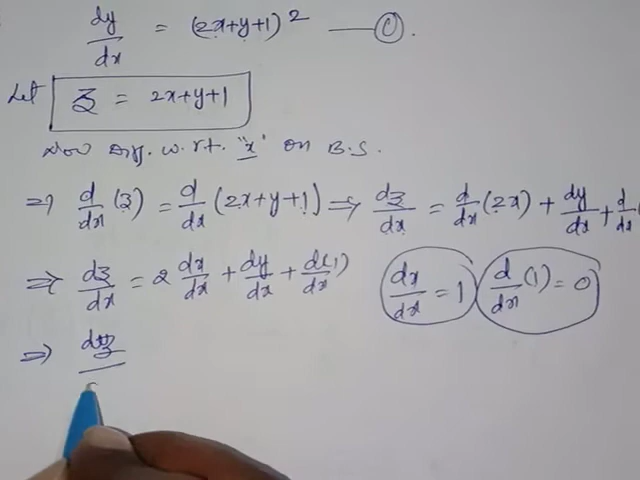 dy/dx = (2x+y+1)² — ①.
Let z = 2x+y+1
Now Diff. w.r.t. "x" on B.S.
⇒ d/dx (z) = d/dx (2x+y+1) ⇒ dz/dx = d/dx (2x) + dy/dx + d/dx (
⇒ dz/dx = 2 dx/dx + dy/dx + d(1)/dx  dx/dx = 1  d/dx (1) = 0
⇒ dz